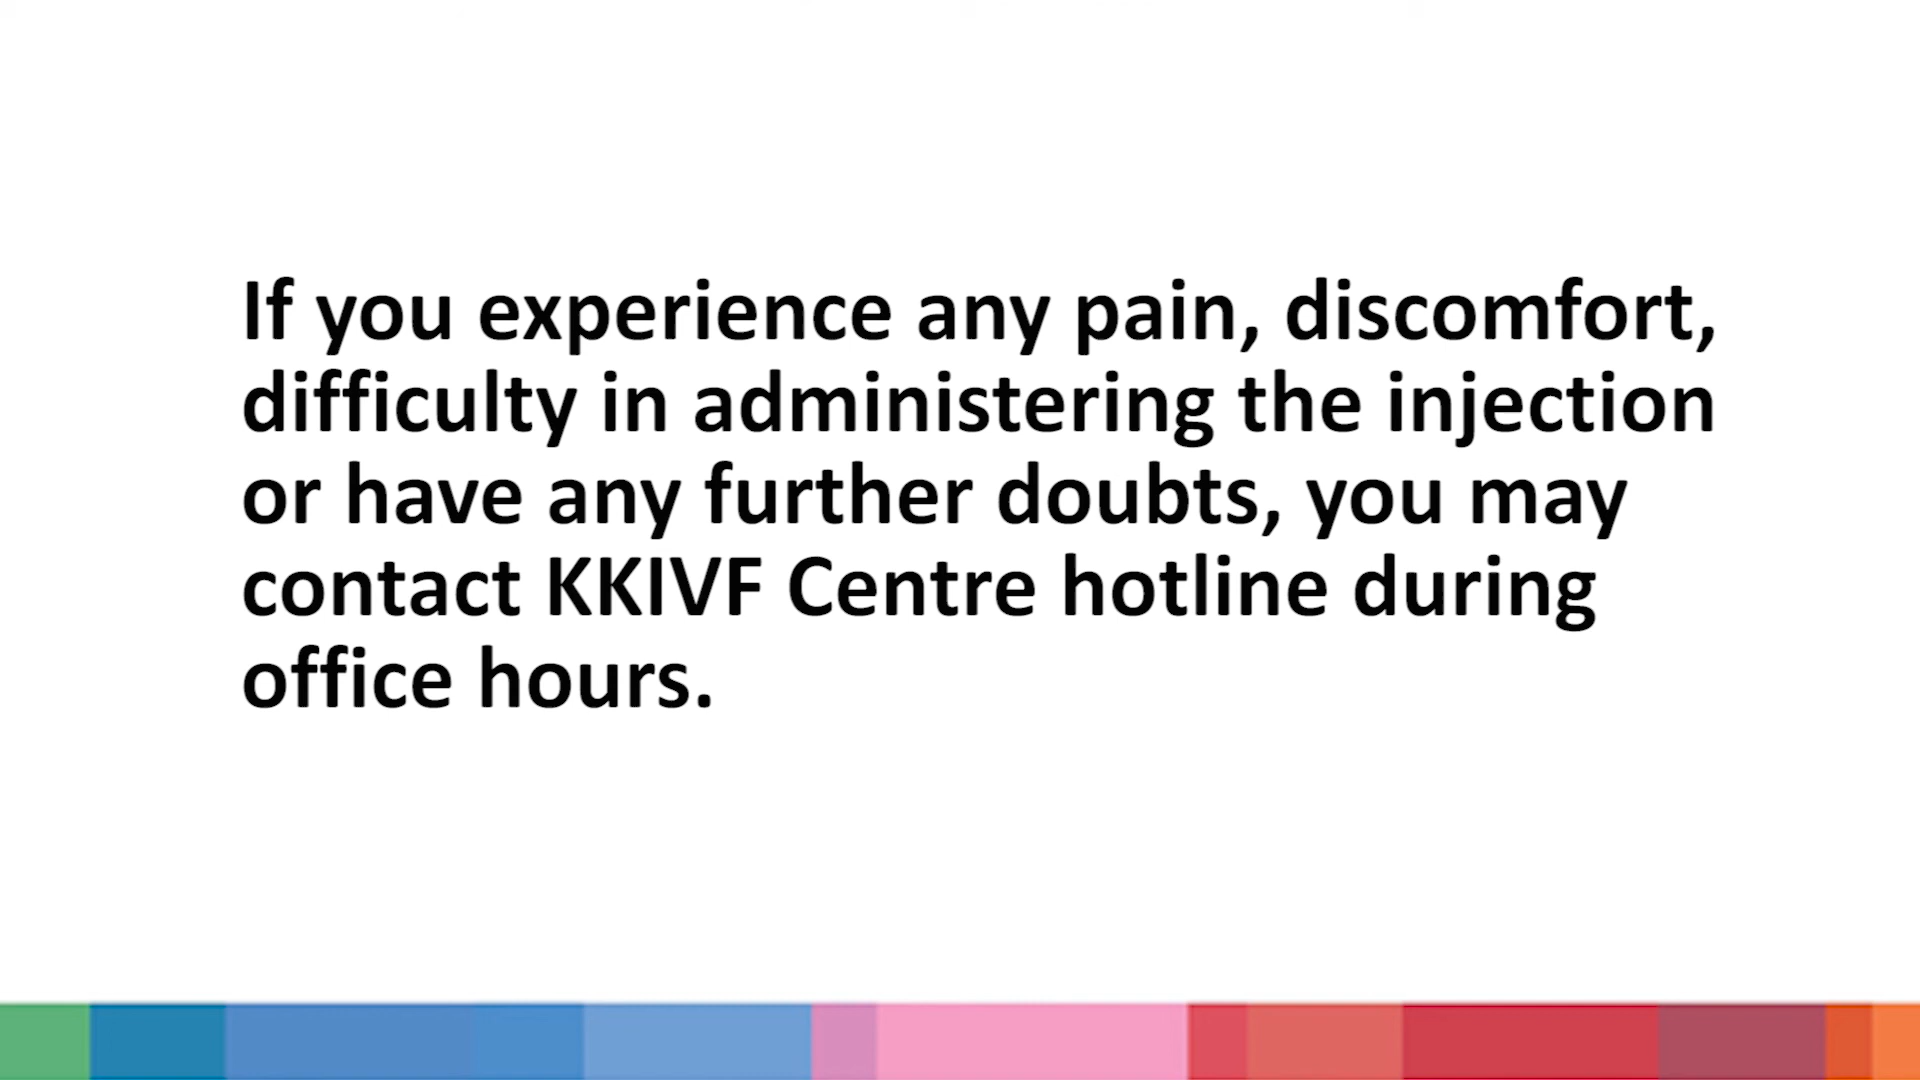 If you experience any pain, discomfort,
difficulty in administering the injection
or have any further doubts, you may
contact KKIVF Centre hotline during
office hours.